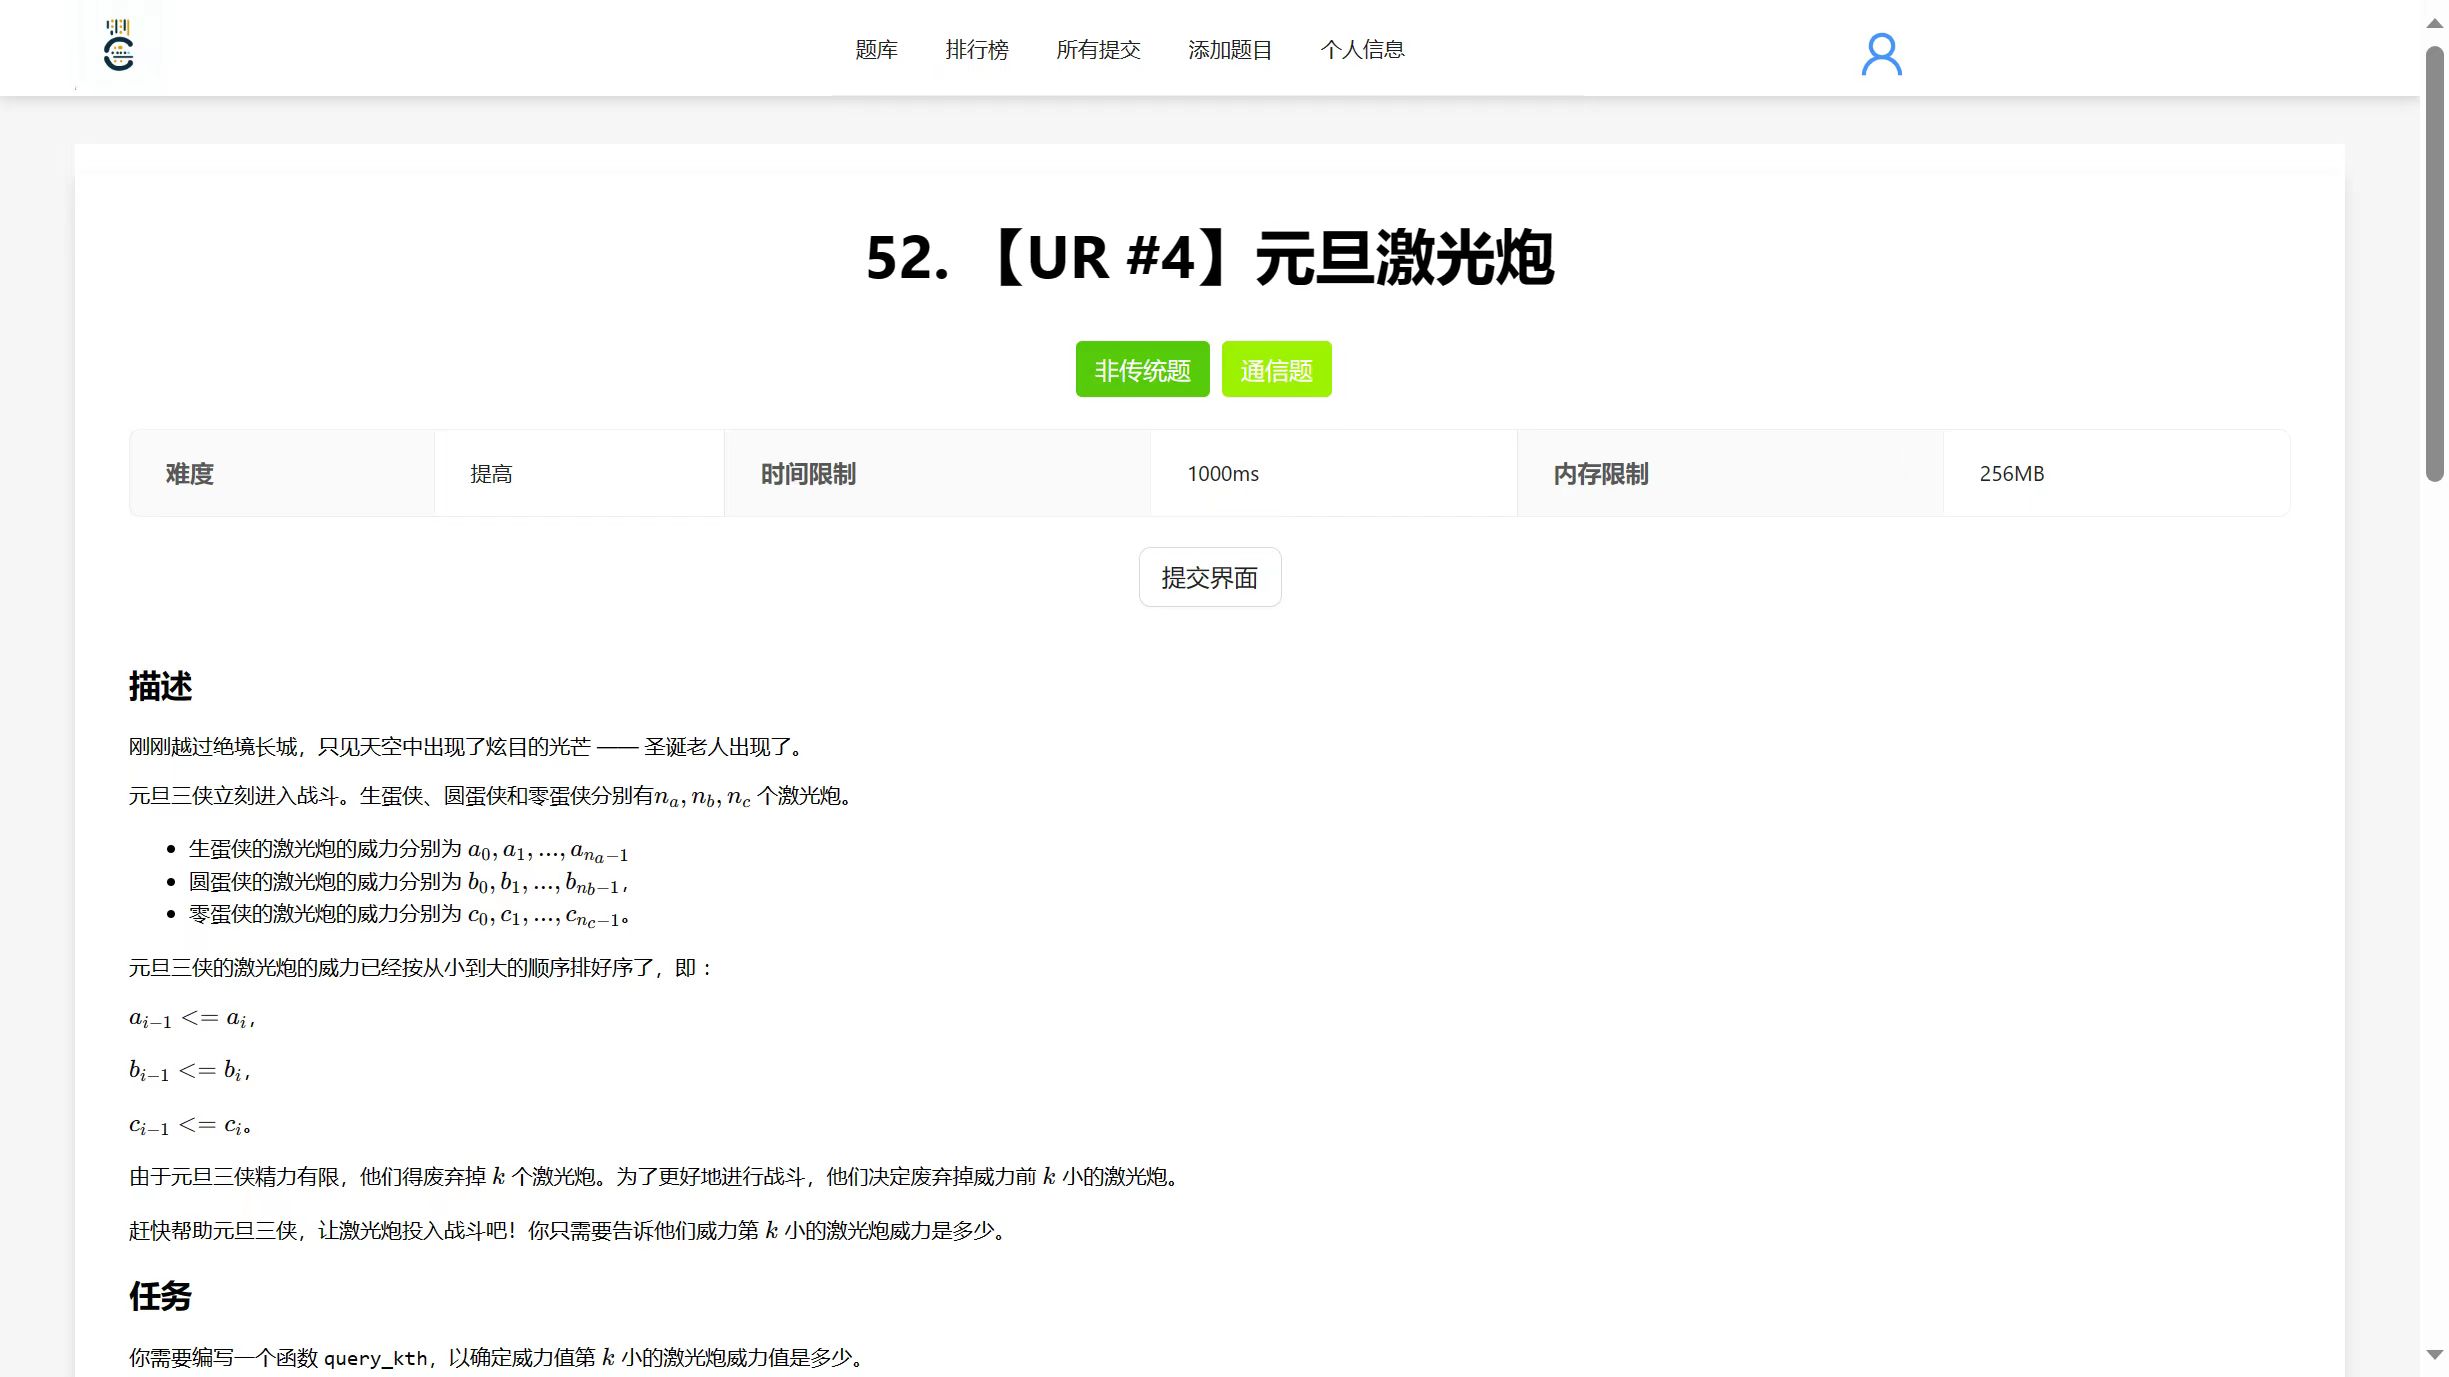 题库 排行榜 所有提交 添加题目 个人信息
52. 【UR #4】元旦激光炮
非传统题 通信题
难度 提高 时间限制 1000ms 内存限制 256MB
提交界面
描述
刚刚越过绝境长城，只见天空中出现了炫目的光芒 —— 圣诞老人出现了。
元旦三侠立刻进入战斗。生蛋侠、圆蛋侠和零蛋侠分别有n_a, n_b, n_c 个激光炮。
• 生蛋侠的激光炮的威力分别为 a_0, a_1, ..., a_{n_a-1}
• 圆蛋侠的激光炮的威力分别为 b_0, b_1, ..., b_{n_b-1}，
• 零蛋侠的激光炮的威力分别为 c_0, c_1, ..., c_{n_c-1}。
元旦三侠的激光炮的威力已经按从小到大的顺序排好序了，即：
a_{i-1} <= a_i，
b_{i-1} <= b_i，
c_{i-1} <= c_i。
由于元旦三侠精力有限，他们得废弃掉 k 个激光炮。为了更好地进行战斗，他们决定废弃掉威力前 k 小的激光炮。
赶快帮助元旦三侠，让激光炮投入战斗吧！你只需要告诉他们威力第 k 小的激光炮威力是多少。
任务
你需要编写一个函数 query_kth，以确定威力值第 k 小的激光炮威力值是多少。